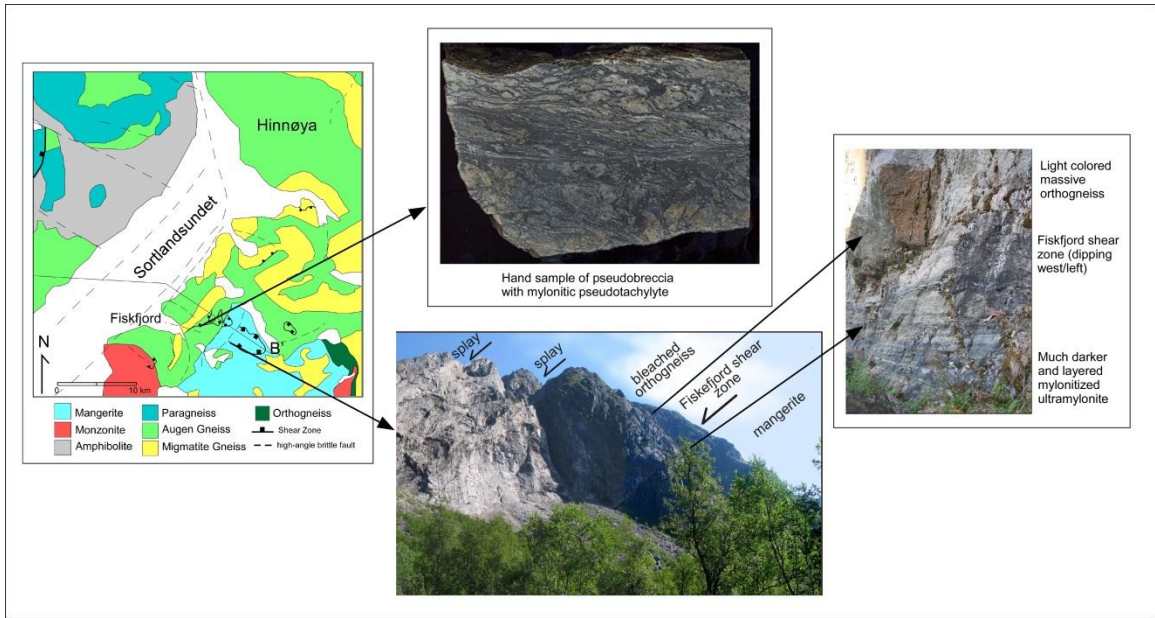 Hinnøya
Sortlandsundet
Fiskfjord
N
B'
0
10 km
Mangerite
Paragneiss
Orthogneiss
Monzonite
Augen Gneiss
Shear Zone
Amphibolite
Migmatite Gneiss
high-angle brittle fault
Hand sample of pseudobreccia
with mylonitic pseudotachylyte
splay
splay
bleached
orthogneiss
Fiskefjord shear
zone
mangerite
Light colored
massive
orthogneiss
Fiskfjord shear
zone (dipping
west/left)
Much darker
and layered
mylonitized
ultramylonite